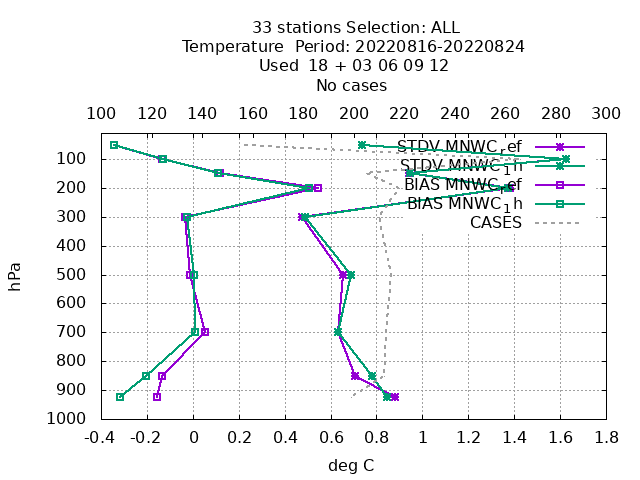 33 stations Selection: ALL
Temperature  Period: 20220816-20220824
Used  18 + 03 06 09 12
No cases
100 120 140 160 180 200 220 240 260 280 300
STDV MNWC_ref
STDV MNWC_1h
BIAS MNWC_ref
BIAS MNWC_1h
CASES
100
200
300
400
500
600
700
800
900
1000
hPa
-0.4 -0.2 0 0.2 0.4 0.6 0.8 1 1.2 1.4 1.6 1.8
deg C